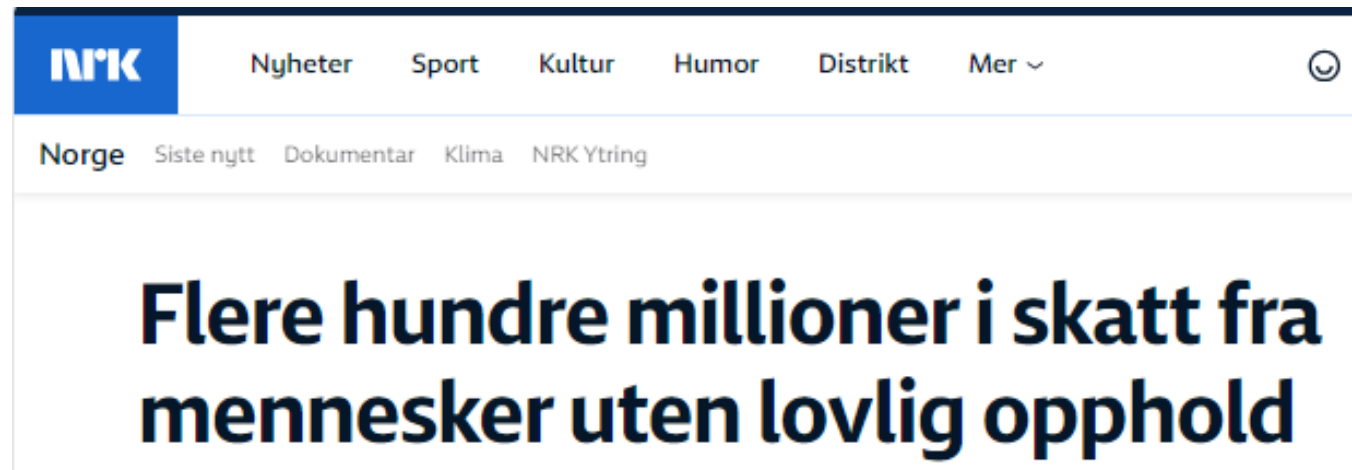 NRK Nyheter Sport Kultur Humor Distrikt Mer
Norge Siste nytt Dokumentar Klima NRK Ytring
Flere hundre millioner i skatt fra
mennesker uten lovlig opphold